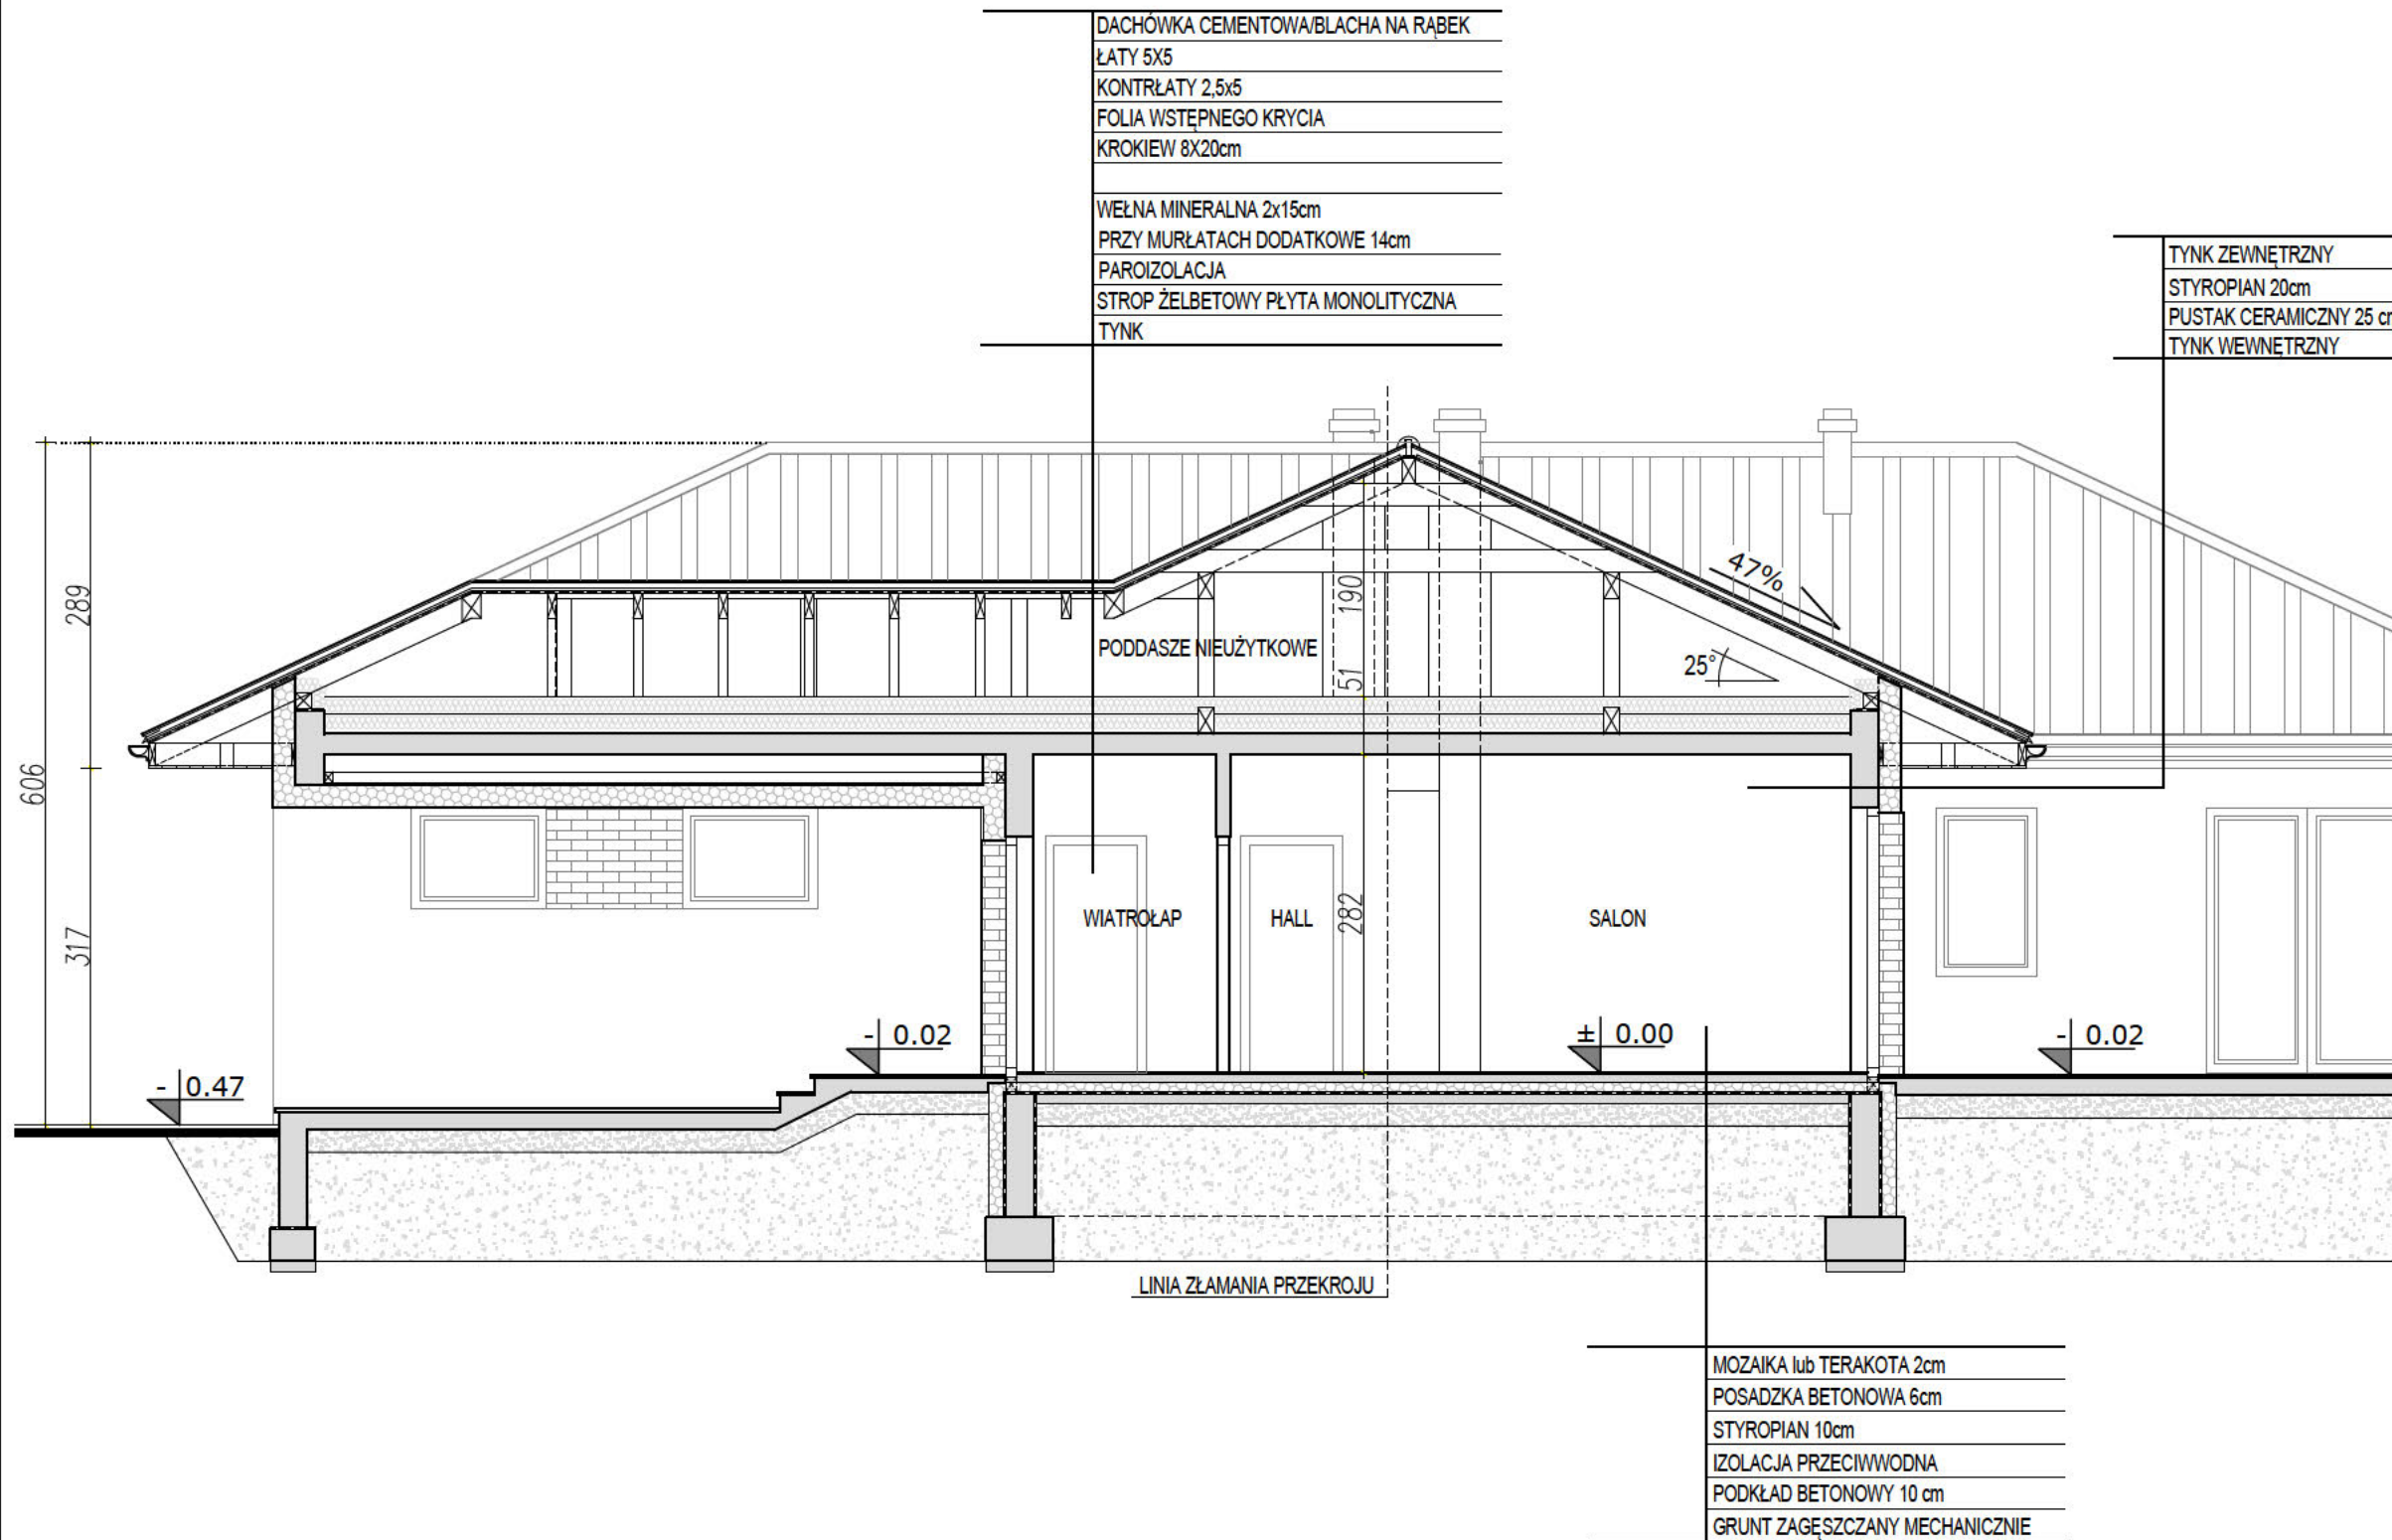 DACHÓWKA CEMENTOWA/BLACHA NA RĄBEK
ŁATY 5X5
KONTRŁATY 2,5x5
FOLIA WSTĘPNEGO KRYCIA
KROKIEW 8X20cm
WEŁNA MINERALNA 2x15cm
PRZY MURŁATACH DODATKOWE 14cm
PAROIZOLACJA
STROP ŻELBETOWY PŁYTA MONOLITYCZNA
TYNK
TYNK ZEWNĘTRZNY
STYROPIAN 20cm
PUSTAK CERAMICZNY 25 cm
TYNK WEWNĘTRZNY
289
606
317
47%
25°
190
51
282
PODDASZE NIEUŻYTKOWE
WIATROŁAP
HALL
SALON
- 0.47
- 0.02
± 0.00
- 0.02
LINIA ZŁAMANIA PRZEKROJU
MOZAIKA lub TERAKOTA 2cm
POSADZKA BETONOWA 6cm
STYROPIAN 10cm
IZOLACJA PRZECIWWODNA
PODKŁAD BETONOWY 10 cm
GRUNT ZAGĘSZCZANY MECHANICZNIE